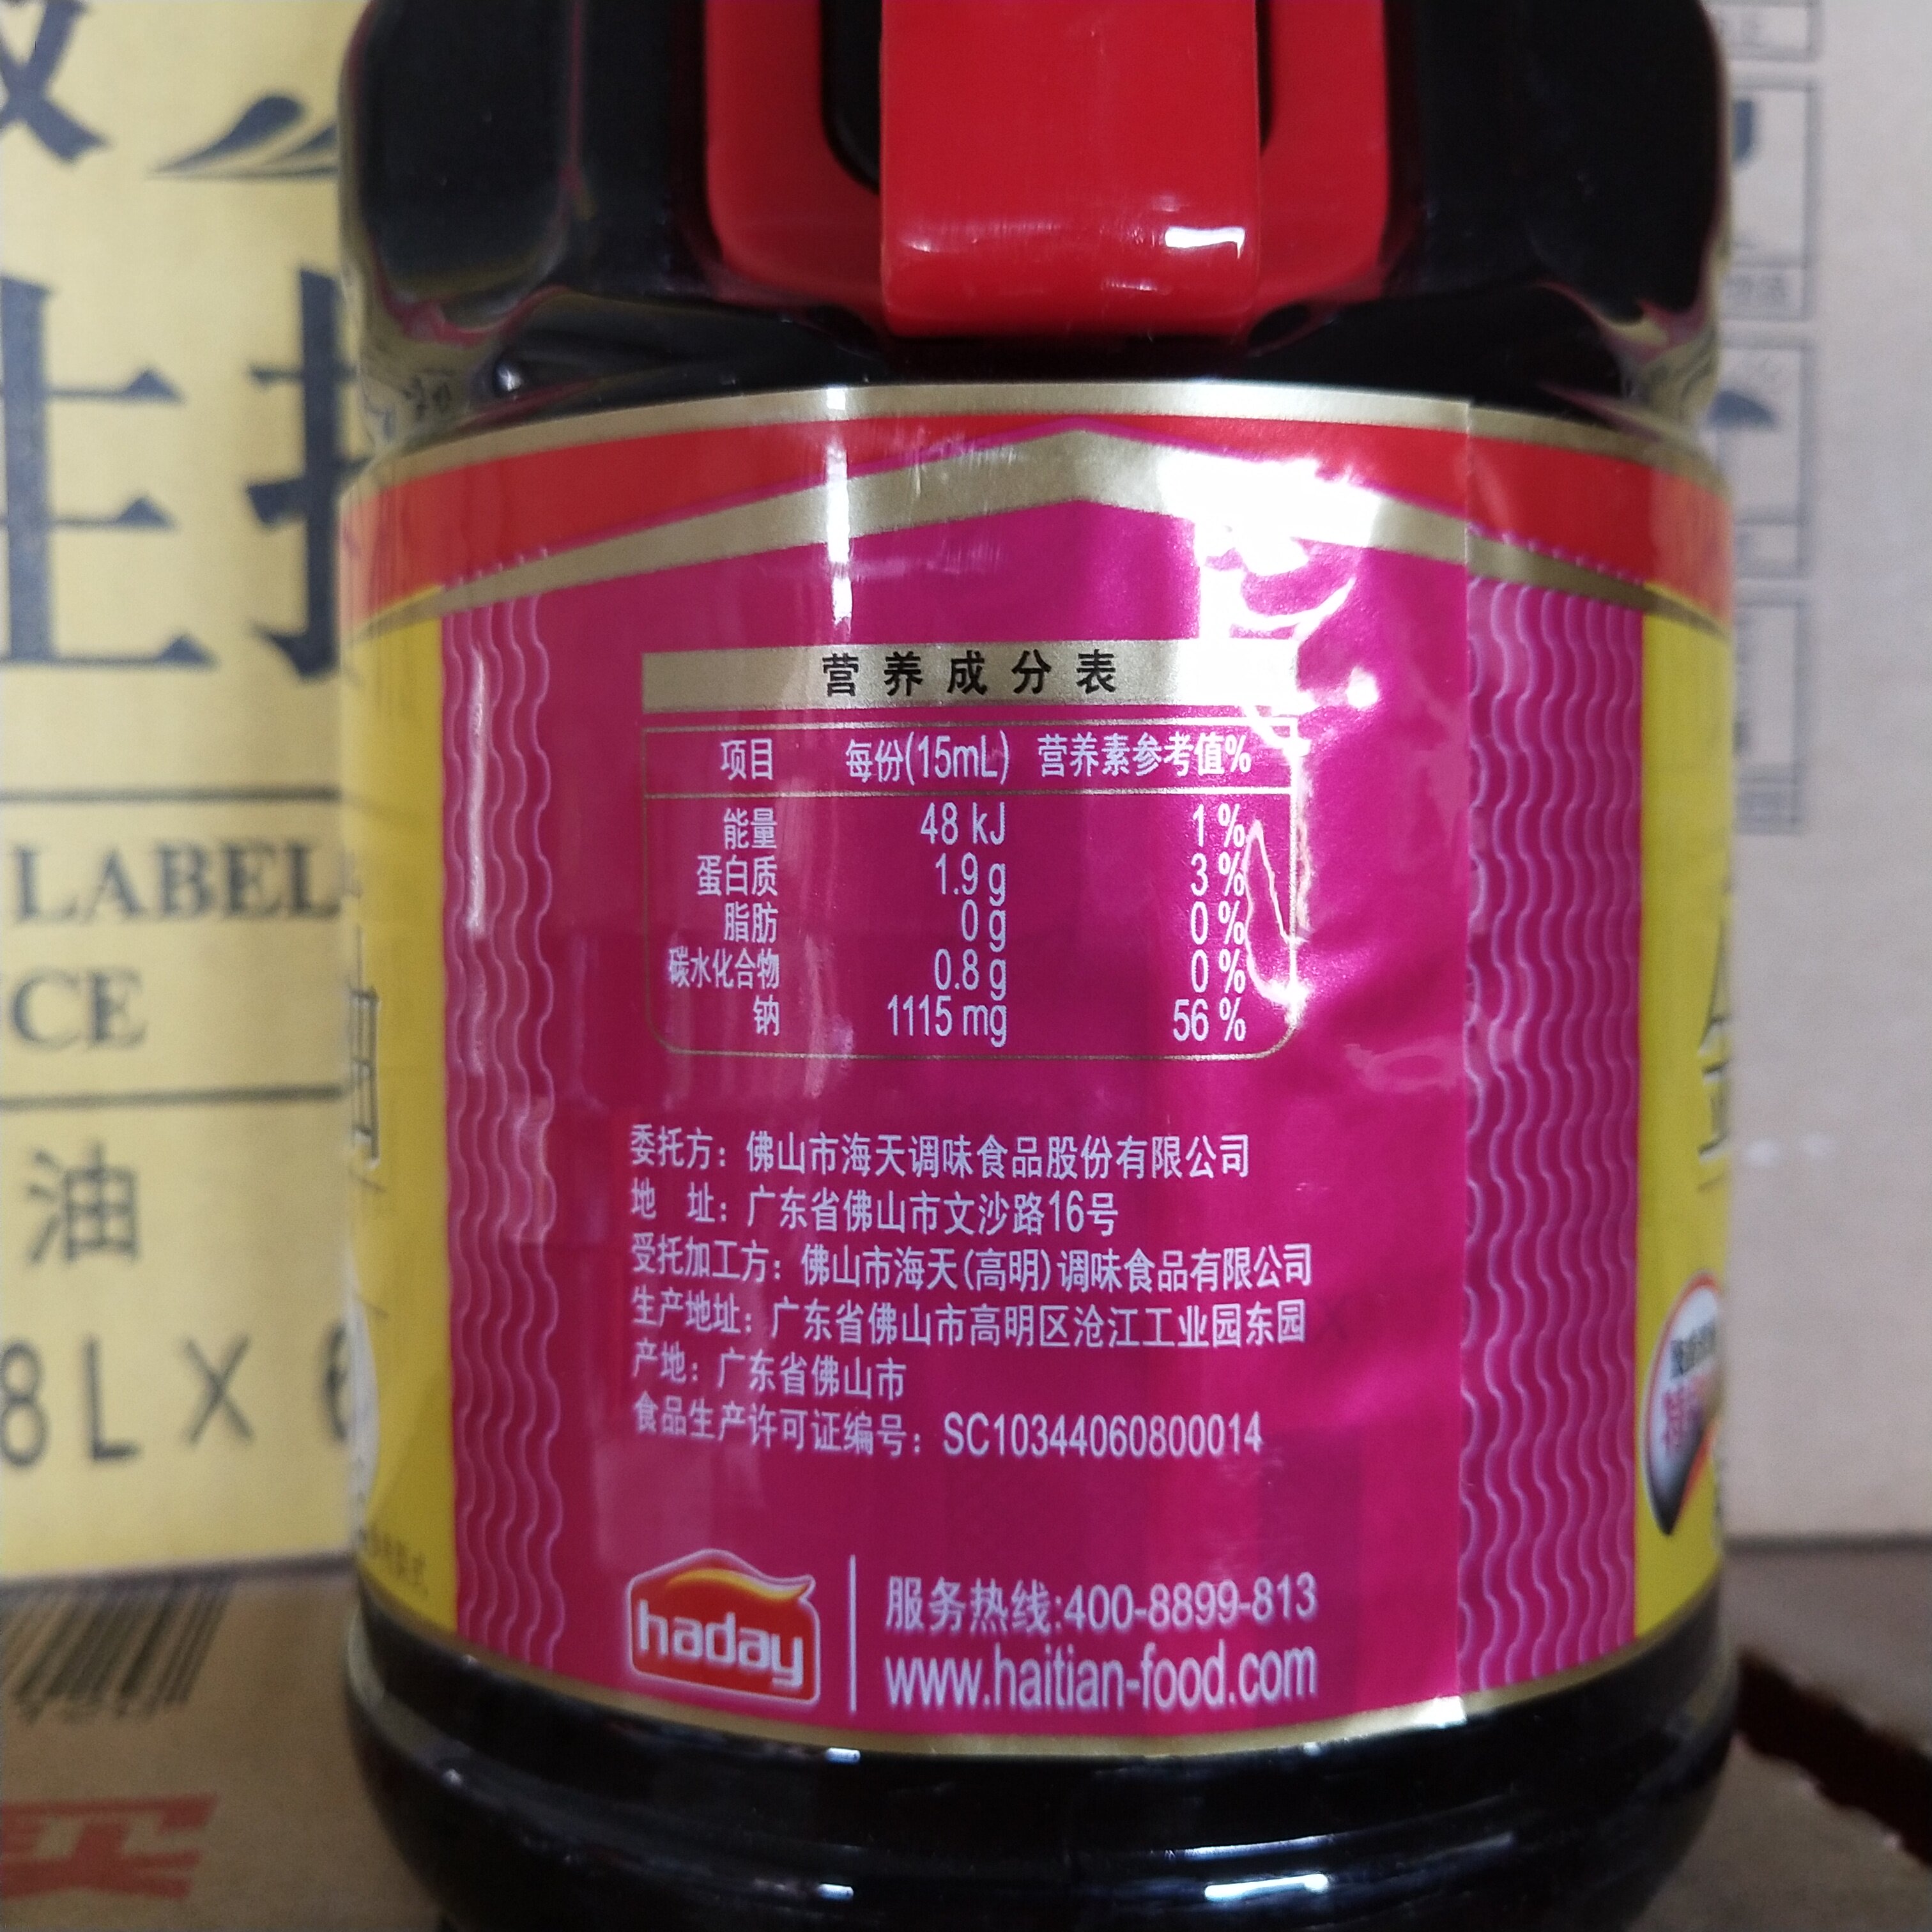 营养成分表
项目 每份(15mL) 营养素参考值%
能量 48 kJ 1 %
蛋白质 1.9 g 3 %
脂肪 0 g 0 %
碳水化合物 0.8 g 0 %
钠 1115 mg 56 %
委托方：佛山市海天调味食品股份有限公司
地 址：广东省佛山市文沙路16号
受托加工方：佛山市海天(高明)调味食品有限公司
生产地址：广东省佛山市高明区沧江工业园东园
产地：广东省佛山市
食品生产许可证编号：SC10344060800014
haday
服务热线:400-8899-813
www.haitian-food.com
LABEL
油
8L X 6
买
金
油